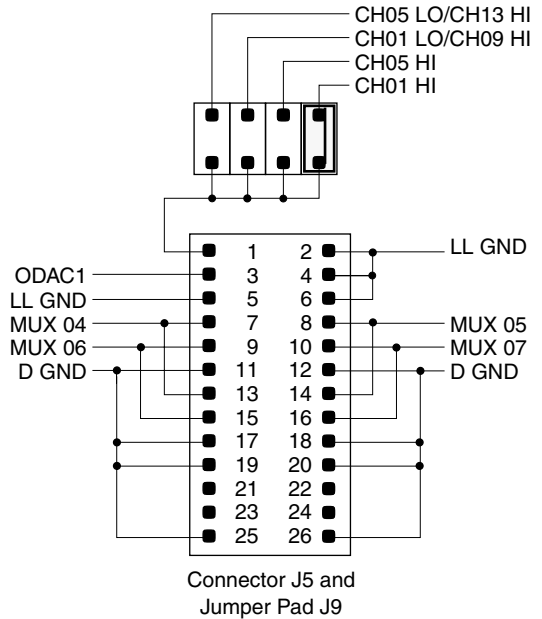 CH05 LO/CH13 HI
CH01 LO/CH09 HI
CH05 HI
CH01 HI
1 2 LL GND
ODAC1 3 4
LL GND 5 6
MUX 04 7 8 MUX 05
MUX 06 9 10 MUX 07
D GND 11 12 D GND
13 14
15 16
17 18
19 20
21 22
23 24
25 26
Connector J5 and
Jumper Pad J9